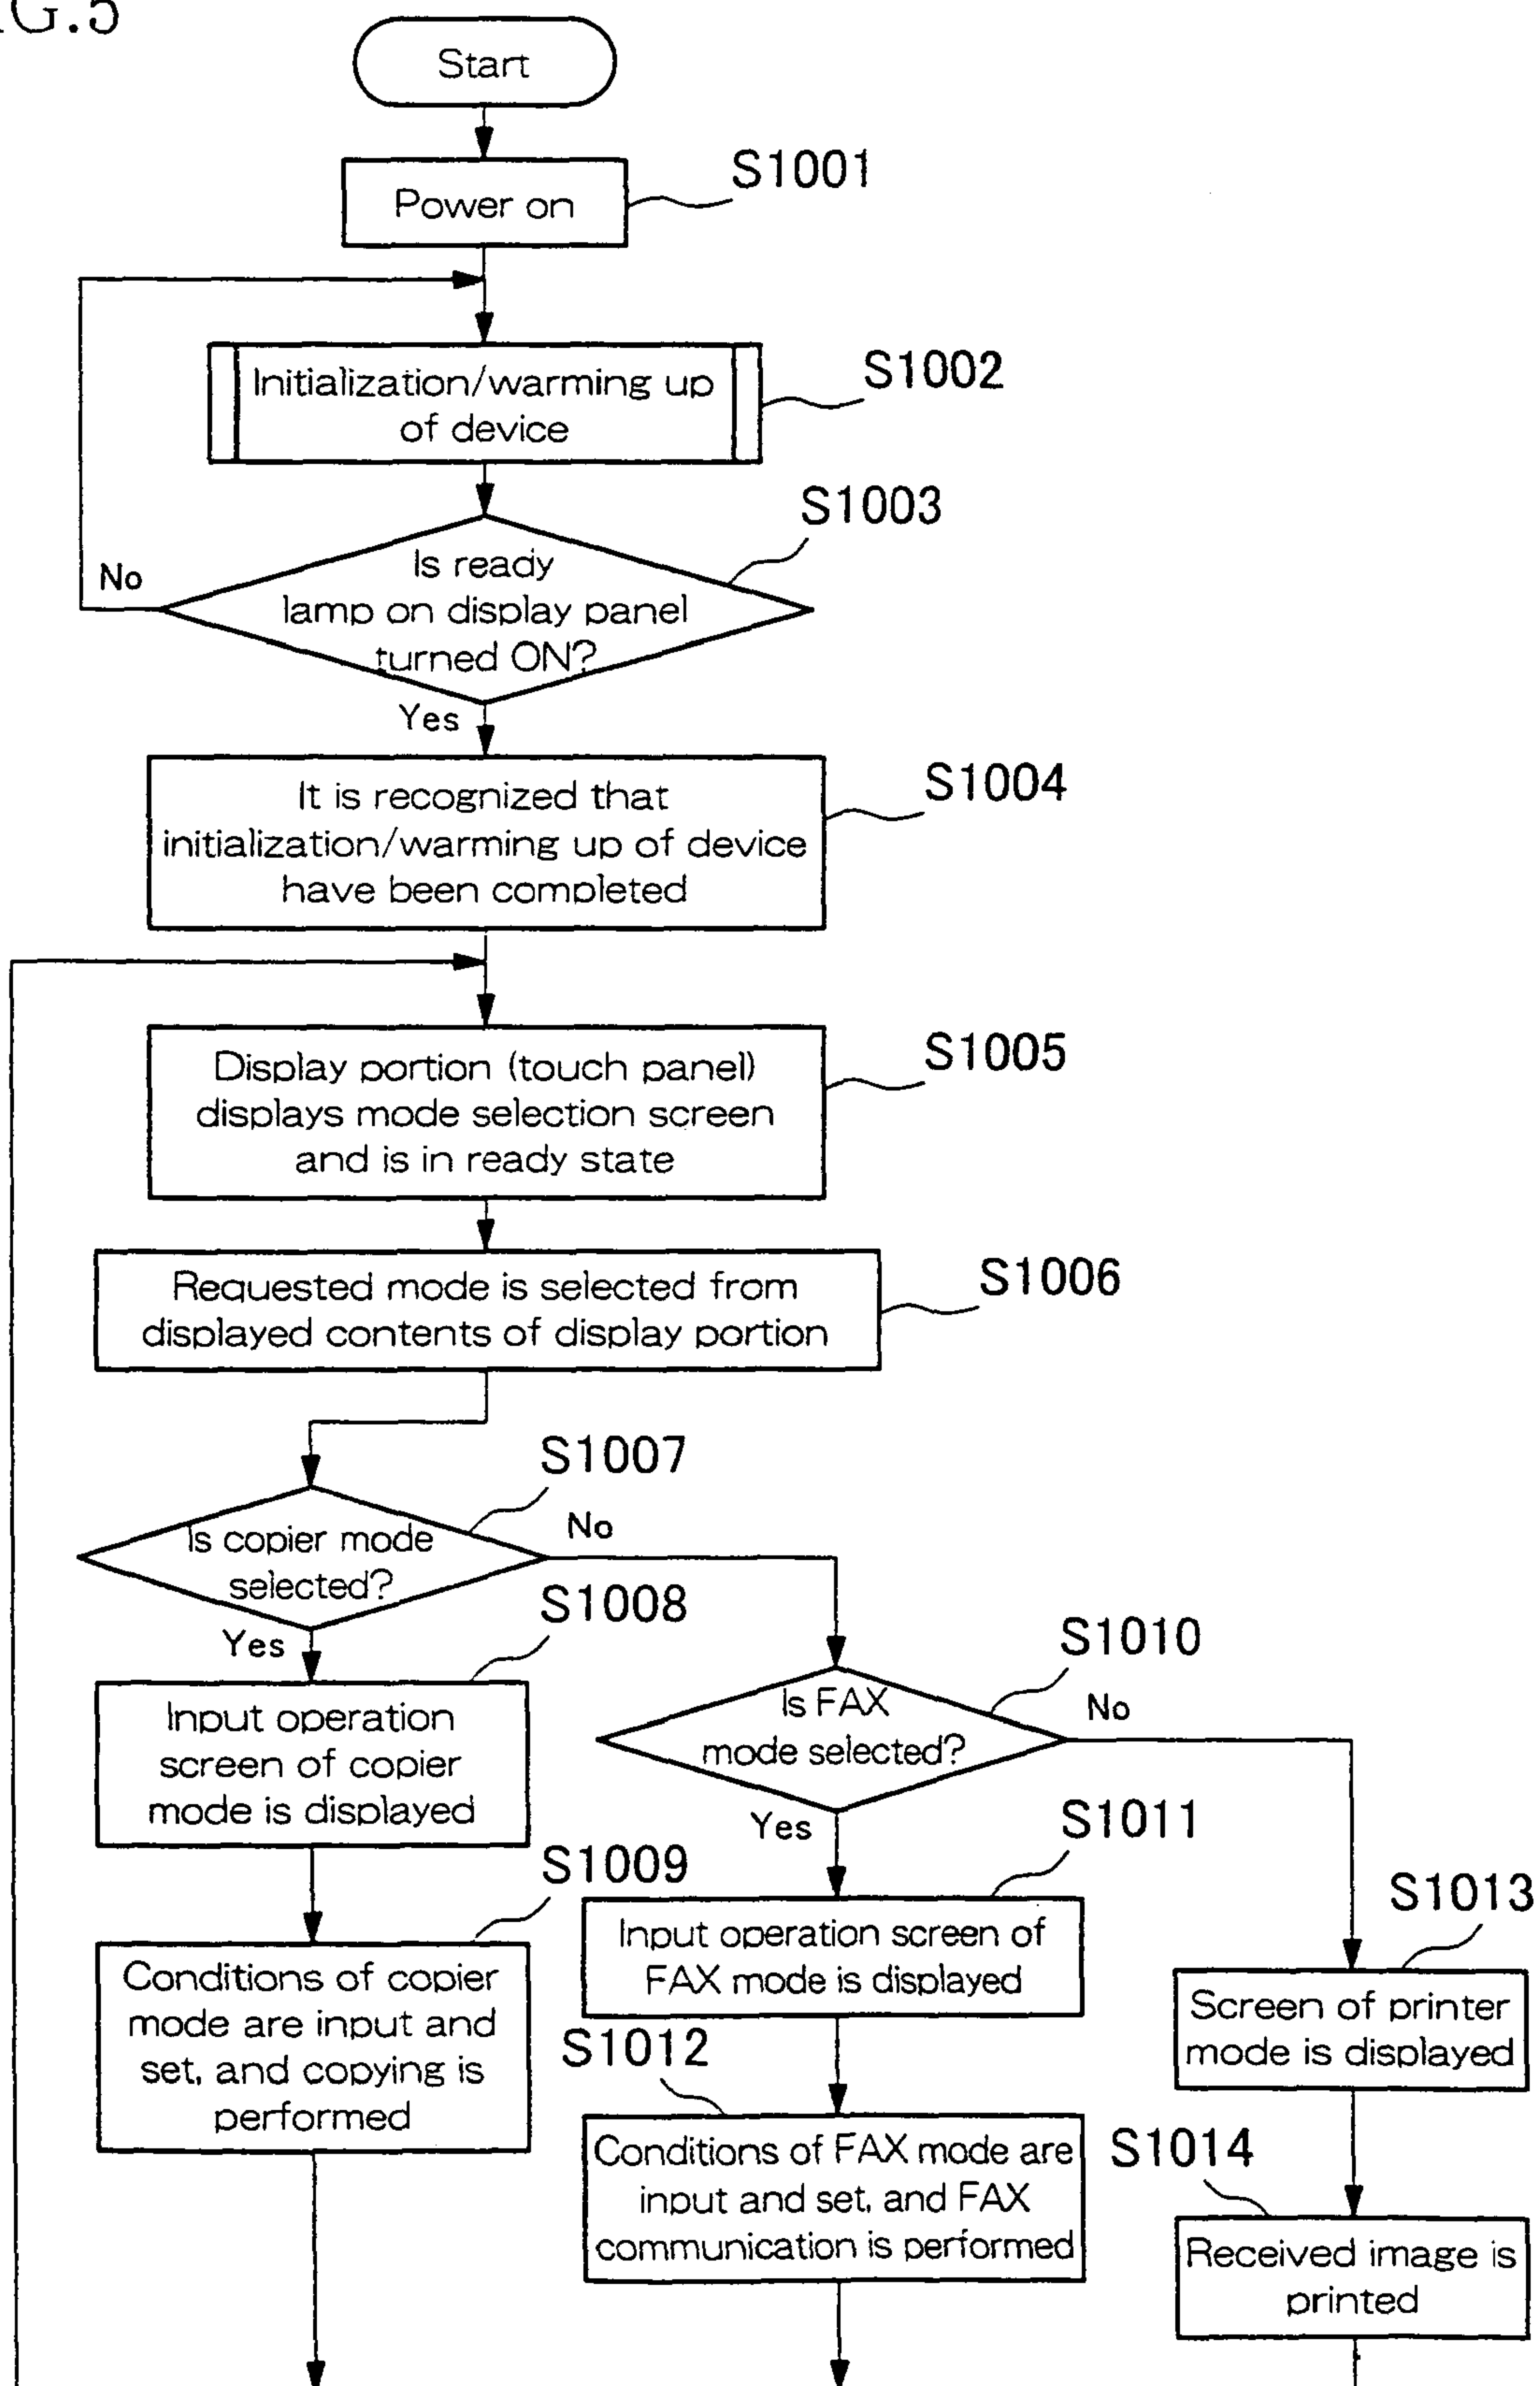 G.5
Start
S1001
Power on
S1002
Initialization/warming up
of device
S1003
Is ready
lamp on display panel
turned ON?
No
Yes
S1004
It is recognized that
initialization/warming up of device
have been completed
S1005
Display portion (touch panel)
displays mode selection screen
and is in ready state
S1006
Requested mode is selected from
displayed contents of display portion
S1007
Is copier mode
selected?
No
Yes
S1008
Input operation
screen of copier
mode is displayed
S1009
Conditions of copier
mode are input and
set, and copying is
performed
S1010
Is FAX
mode selected?
No
Yes
S1011
Input operation screen of
FAX mode is displayed
S1012
Conditions of FAX mode are
input and set, and FAX
communication is performed
S1013
Screen of printer
mode is displayed
S1014
Received image is
printed